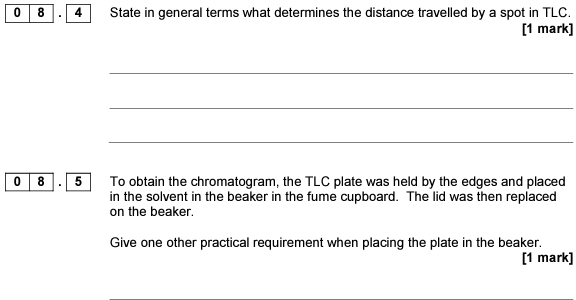 0 8 . 4 State in general terms what determines the distance travelled by a spot in TLC.
[1 mark]
0 8 . 5 To obtain the chromatogram, the TLC plate was held by the edges and placed
in the solvent in the beaker in the fume cupboard. The lid was then replaced
on the beaker.
Give one other practical requirement when placing the plate in the beaker.
[1 mark]